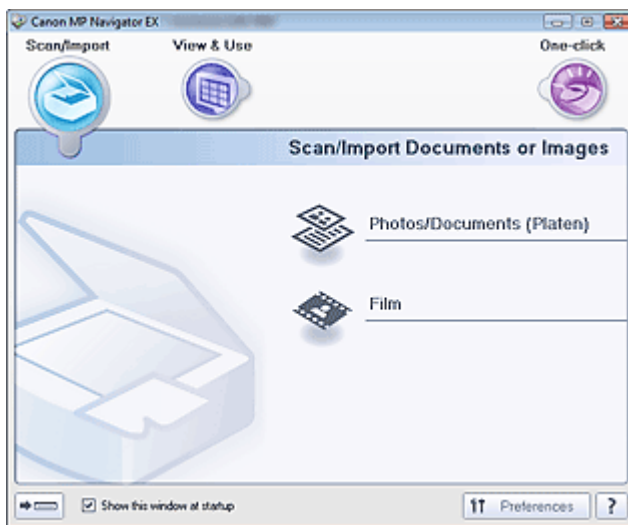 Canon MP Navigator EX
Scan/Import View & Use One-click
Scan/Import Documents or Images
Photos/Documents (Platen)
Film
Show this window at startup Preferences ?